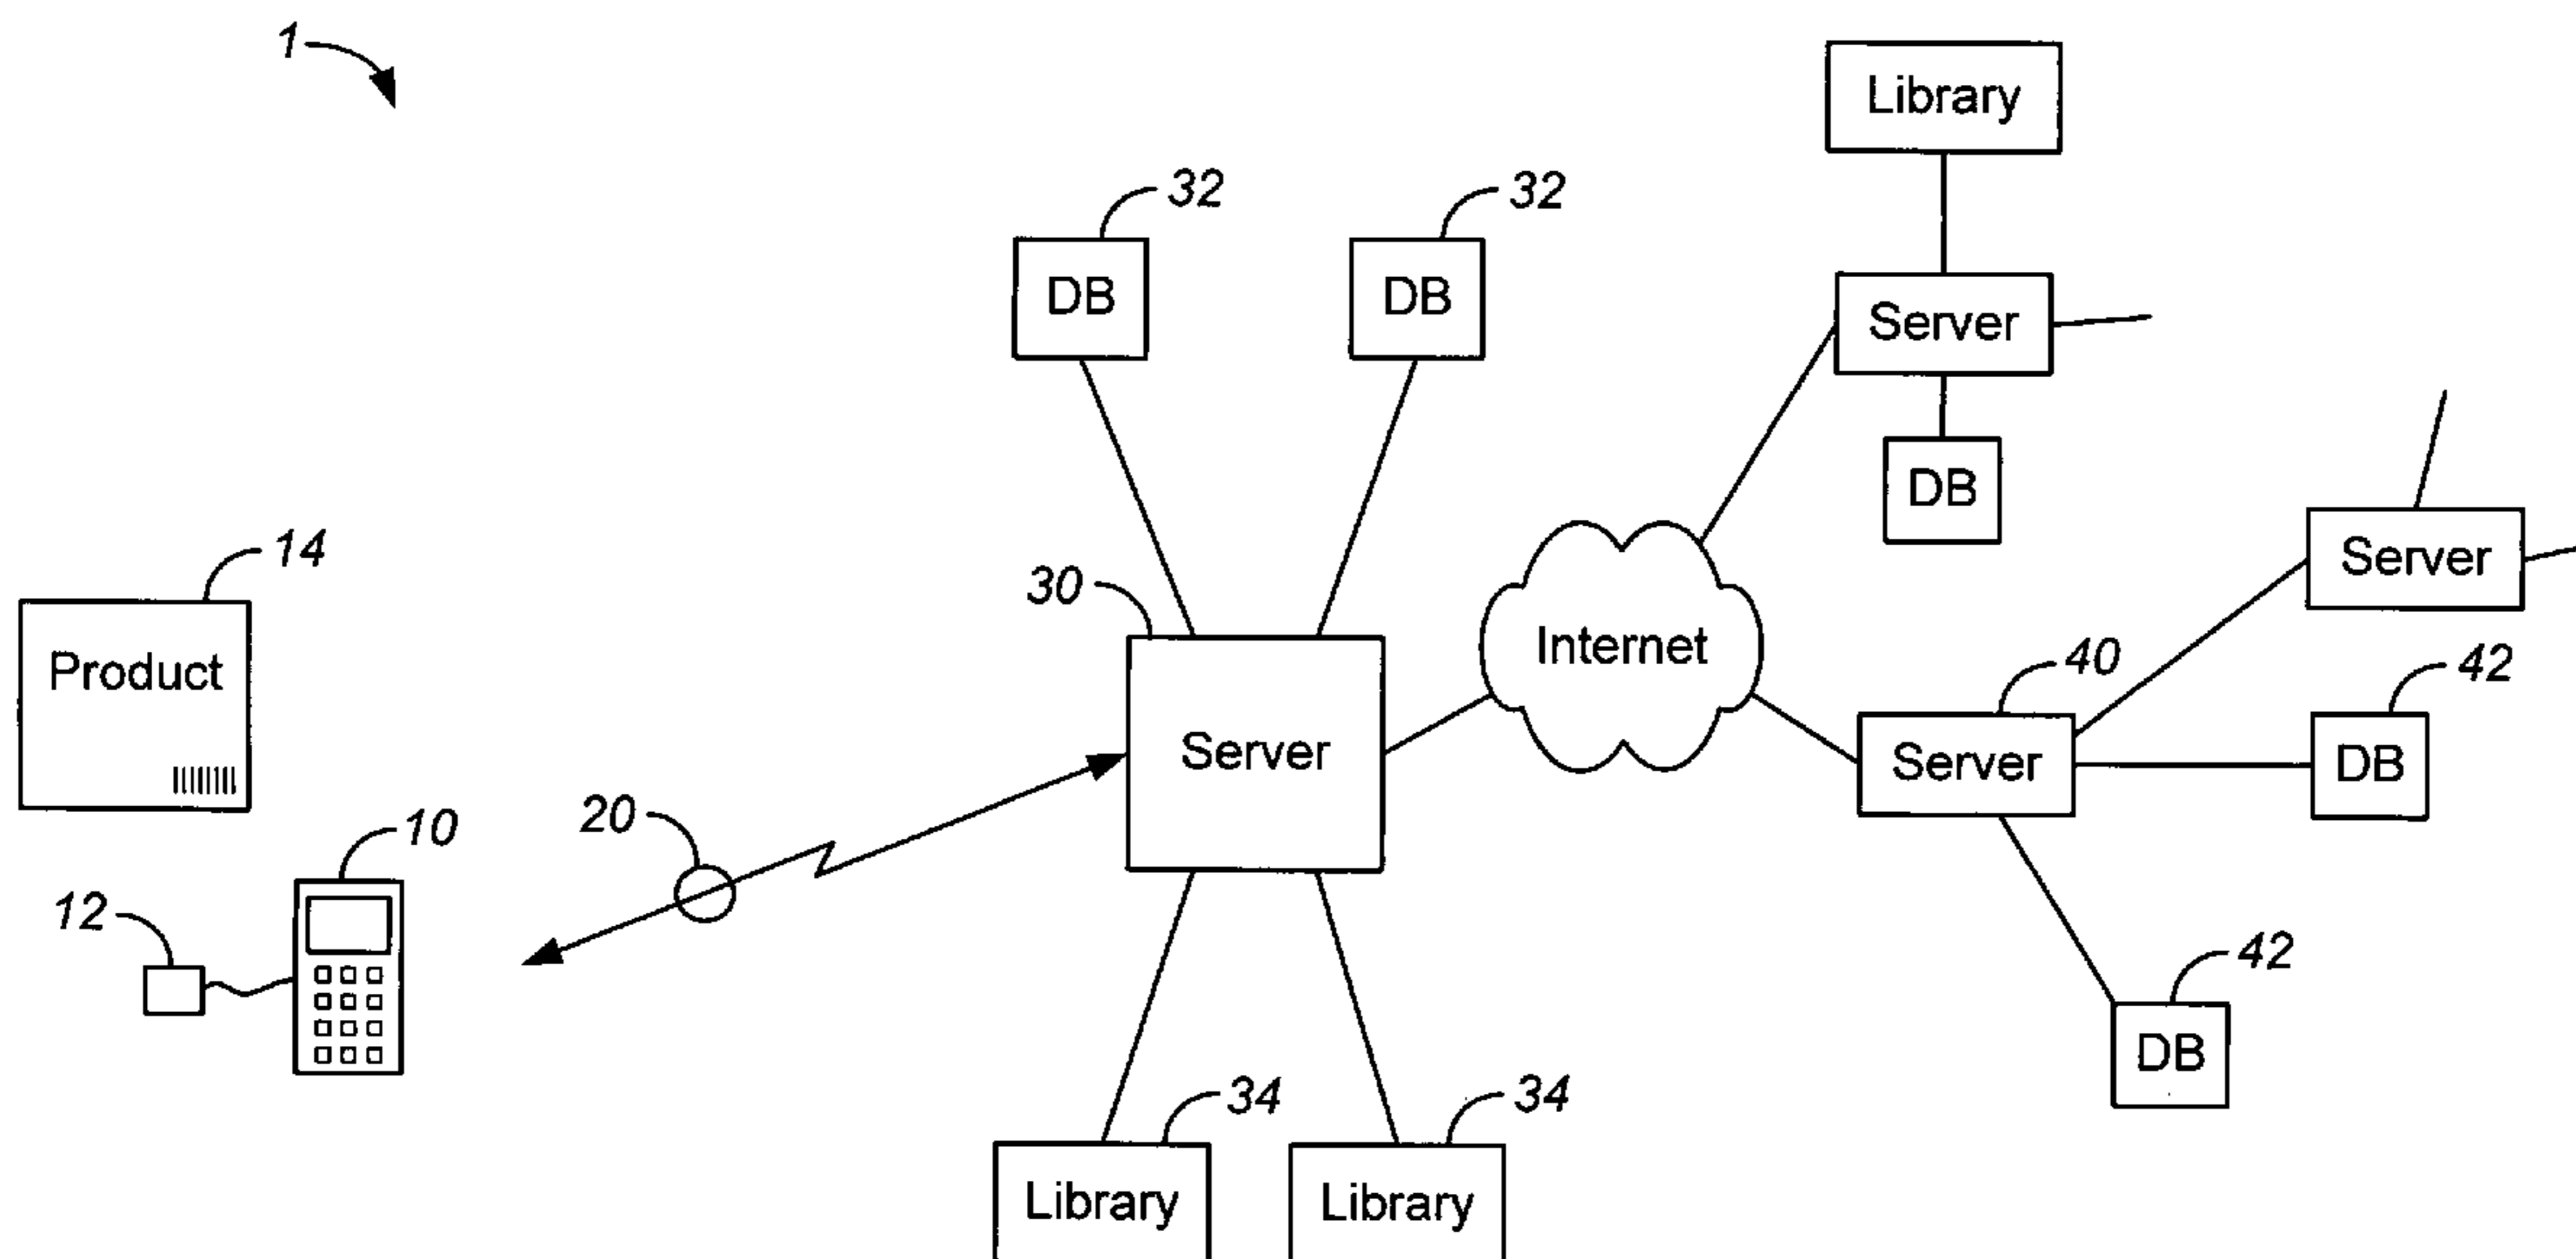 1
Library
32
32
DB
DB
Server
DB
14
Product
30
Internet
Server
40
42
Server
Server
DB
20
10
12
42
DB
34
34
Library
Library